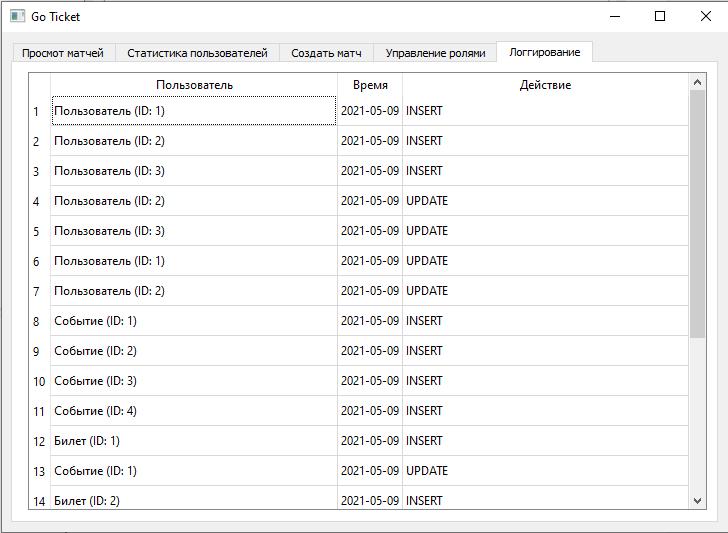 Go Ticket
Просмот матчей Статистика пользователей Создать матч Управление ролями Логгирование
Пользователь Время Действие
1 Пользователь (ID: 1) 2021-05-09 INSERT
2 Пользователь (ID: 2) 2021-05-09 INSERT
3 Пользователь (ID: 3) 2021-05-09 INSERT
4 Пользователь (ID: 2) 2021-05-09 UPDATE
5 Пользователь (ID: 3) 2021-05-09 UPDATE
6 Пользователь (ID: 1) 2021-05-09 UPDATE
7 Пользователь (ID: 2) 2021-05-09 UPDATE
8 Событие (ID: 1) 2021-05-09 INSERT
9 Событие (ID: 2) 2021-05-09 INSERT
10 Событие (ID: 3) 2021-05-09 INSERT
11 Событие (ID: 4) 2021-05-09 INSERT
12 Билет (ID: 1) 2021-05-09 INSERT
13 Событие (ID: 1) 2021-05-09 UPDATE
14 Билет (ID: 2) 2021-05-09 INSERT